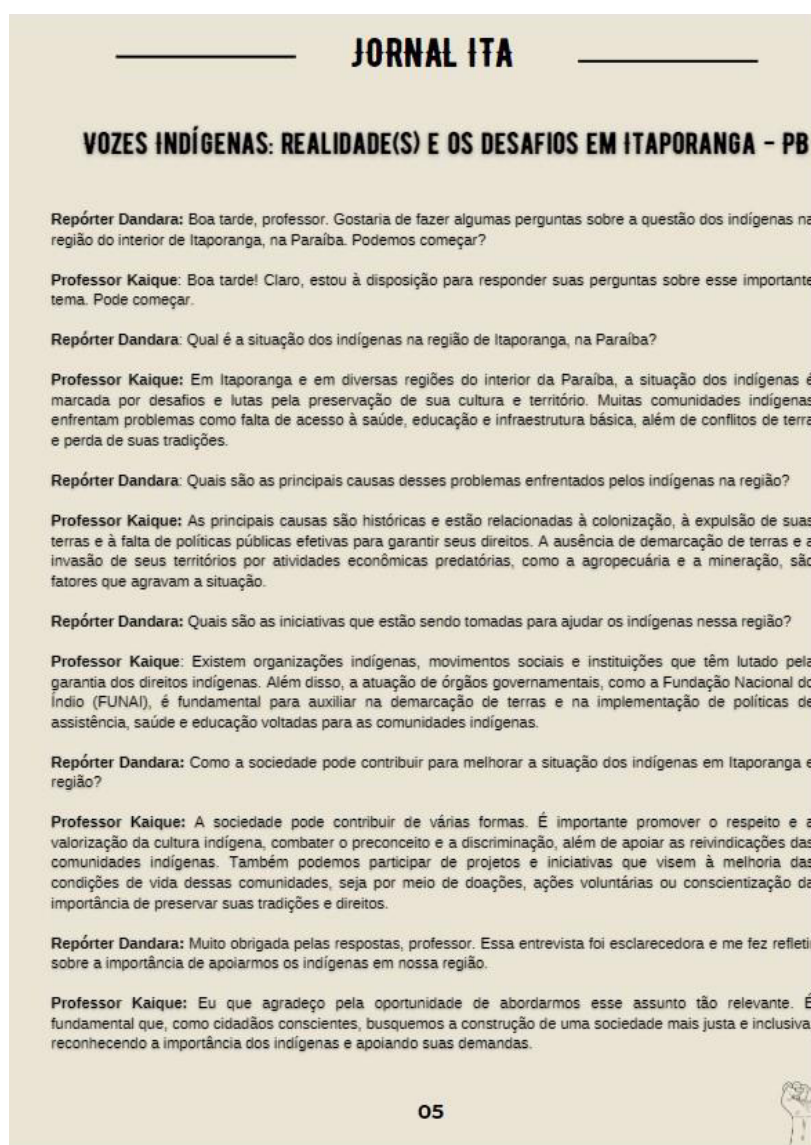 JORNAL ITA
VOZES INDÍGENAS: REALIDADE(S) E OS DESAFIOS EM ITAPORANGA - PB
Repórter Dandara: Boa tarde, professor. Gostaria de fazer algumas perguntas sobre a questão dos indígenas na
região do interior de Itaporanga, na Paraíba. Podemos começar?
Professor Kaique: Boa tarde! Claro, estou à disposição para responder suas perguntas sobre esse importante
tema. Pode começar.
Repórter Dandara: Qual é a situação dos indígenas na região de Itaporanga, na Paraíba?
Professor Kaique: Em Itaporanga e em diversas regiões do interior da Paraíba, a situação dos indígenas é
marcada por desafios e lutas pela preservação de sua cultura e território. Muitas comunidades indígenas
enfrentam problemas como falta de acesso à saúde, educação e infraestrutura básica, além de conflitos de terra
e perda de suas tradições.
Repórter Dandara: Quais são as principais causas desses problemas enfrentados pelos indígenas na região?
Professor Kaique: As principais causas são históricas e estão relacionadas à colonização, à expulsão de suas
terras e à falta de políticas públicas efetivas para garantir seus direitos. A ausência de demarcação de terras e a
invasão de seus territórios por atividades econômicas predatórias, como a agropecuária e a mineração, são
fatores que agravam a situação.
Repórter Dandara: Quais são as iniciativas que estão sendo tomadas para ajudar os indígenas nessa região?
Professor Kaique: Existem organizações indígenas, movimentos sociais e instituições que têm lutado pela
garantia dos direitos indígenas. Além disso, a atuação de órgãos governamentais, como a Fundação Nacional do
Índio (FUNAI), é fundamental para auxiliar na demarcação de terras e na implementação de políticas de
assistência, saúde e educação voltadas para as comunidades indígenas.
Repórter Dandara: Como a sociedade pode contribuir para melhorar a situação dos indígenas em Itaporanga e
região?
Professor Kaique: A sociedade pode contribuir de várias formas. É importante promover o respeito e a
valorização da cultura indígena, combater o preconceito e a discriminação, além de apoiar as reivindicações das
comunidades indígenas. Também podemos participar de projetos e iniciativas que visem à melhoria das
condições de vida dessas comunidades, seja por meio de doações, ações voluntárias ou conscientização da
importância de preservar suas tradições e direitos.
Repórter Dandara: Muito obrigada pelas respostas, professor. Essa entrevista foi esclarecedora e me fez refletir
sobre a importância de apoiarmos os indígenas em nossa região.
Professor Kaique: Eu que agradeço pela oportunidade de abordarmos esse assunto tão relevante. É
fundamental que, como cidadãos conscientes, busquemos a construção de uma sociedade mais justa e inclusiva,
reconhecendo a importância dos indígenas e apoiando suas demandas.
05